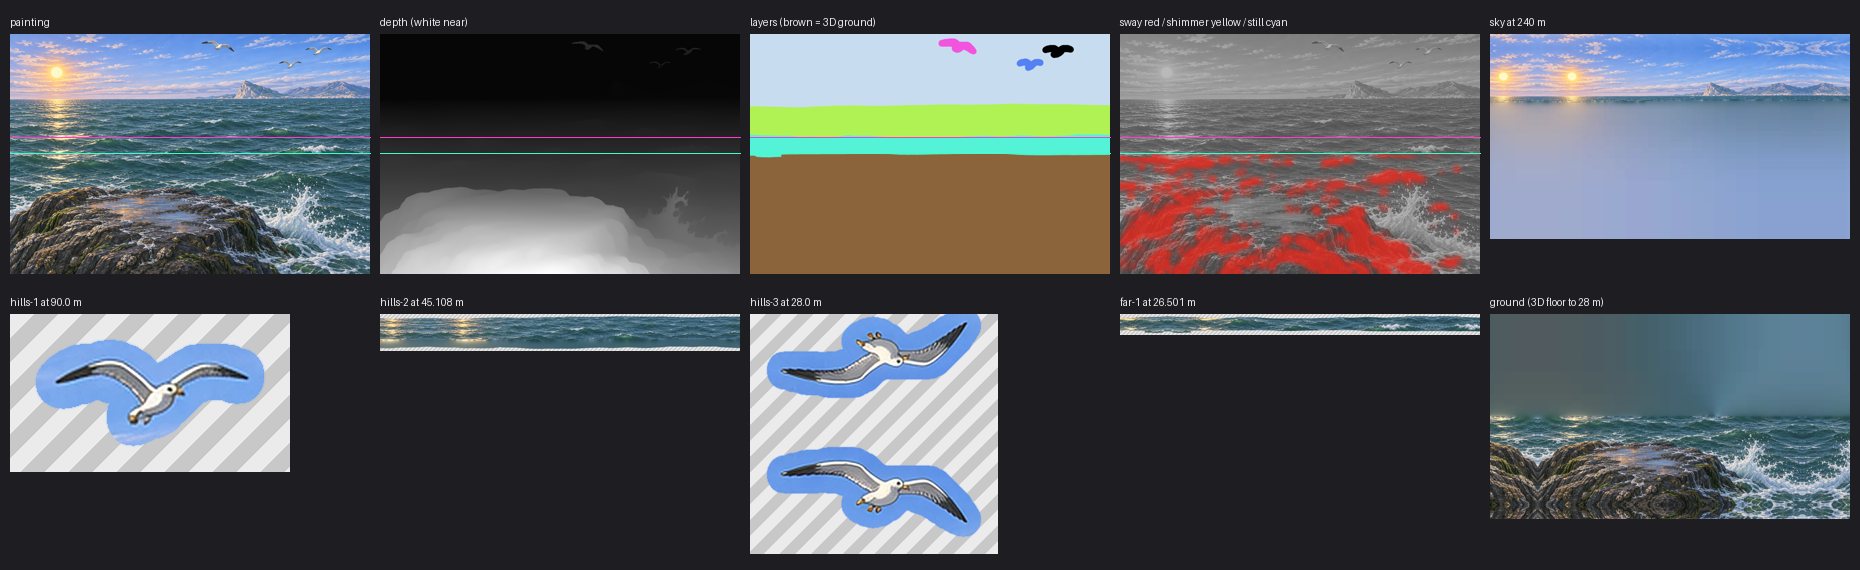 painting
depth (white near)
layers (brown = 3D ground)
sway red / shimmer yellow / still cyan
sky at 240 m
hills-1 at 90.0 m
hills-2 at 45.108 m
hills-3 at 28.0 m
far-1 at 26.501 m
ground (3D floor to 28 m)